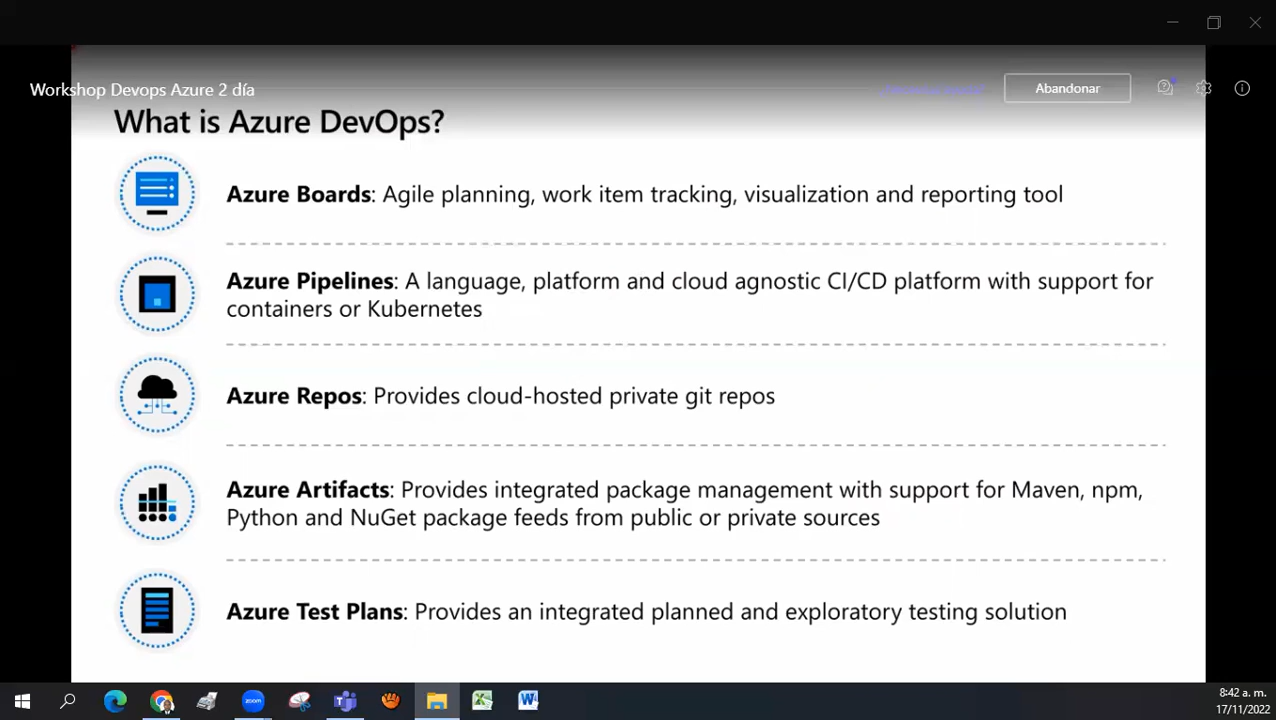 Workshop Devops Azure 2 día
Abandonar
What is Azure DevOps?
Azure Boards: Agile planning, work item tracking, visualization and reporting tool
Azure Pipelines: A language, platform and cloud agnostic CI/CD platform with support for
containers or Kubernetes
Azure Repos: Provides cloud-hosted private git repos
Azure Artifacts: Provides integrated package management with support for Maven, npm,
Python and NuGet package feeds from public or private sources
Azure Test Plans: Provides an integrated planned and exploratory testing solution
zoom
8:42 a. m.
17/11/2022